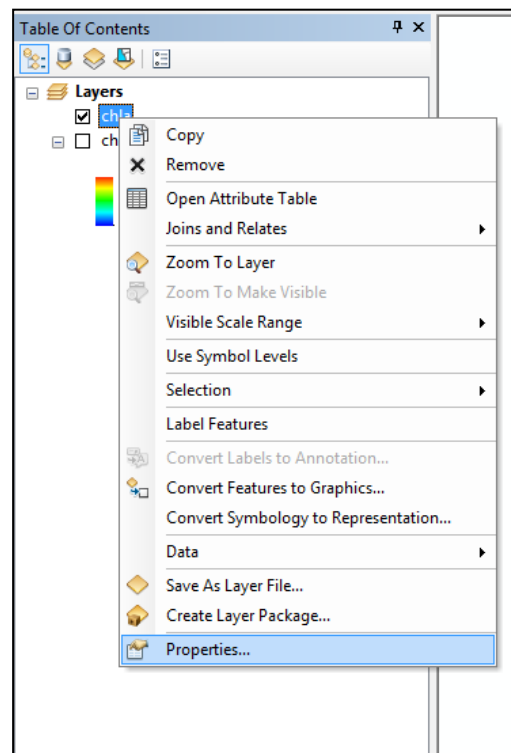 Table Of Contents
Layers
chla
ch
Copy
Remove
Open Attribute Table
Joins and Relates
Zoom To Layer
Zoom To Make Visible
Visible Scale Range
Use Symbol Levels
Selection
Label Features
Convert Labels to Annotation...
Convert Features to Graphics...
Convert Symbology to Representation...
Data
Save As Layer File...
Create Layer Package...
Properties...